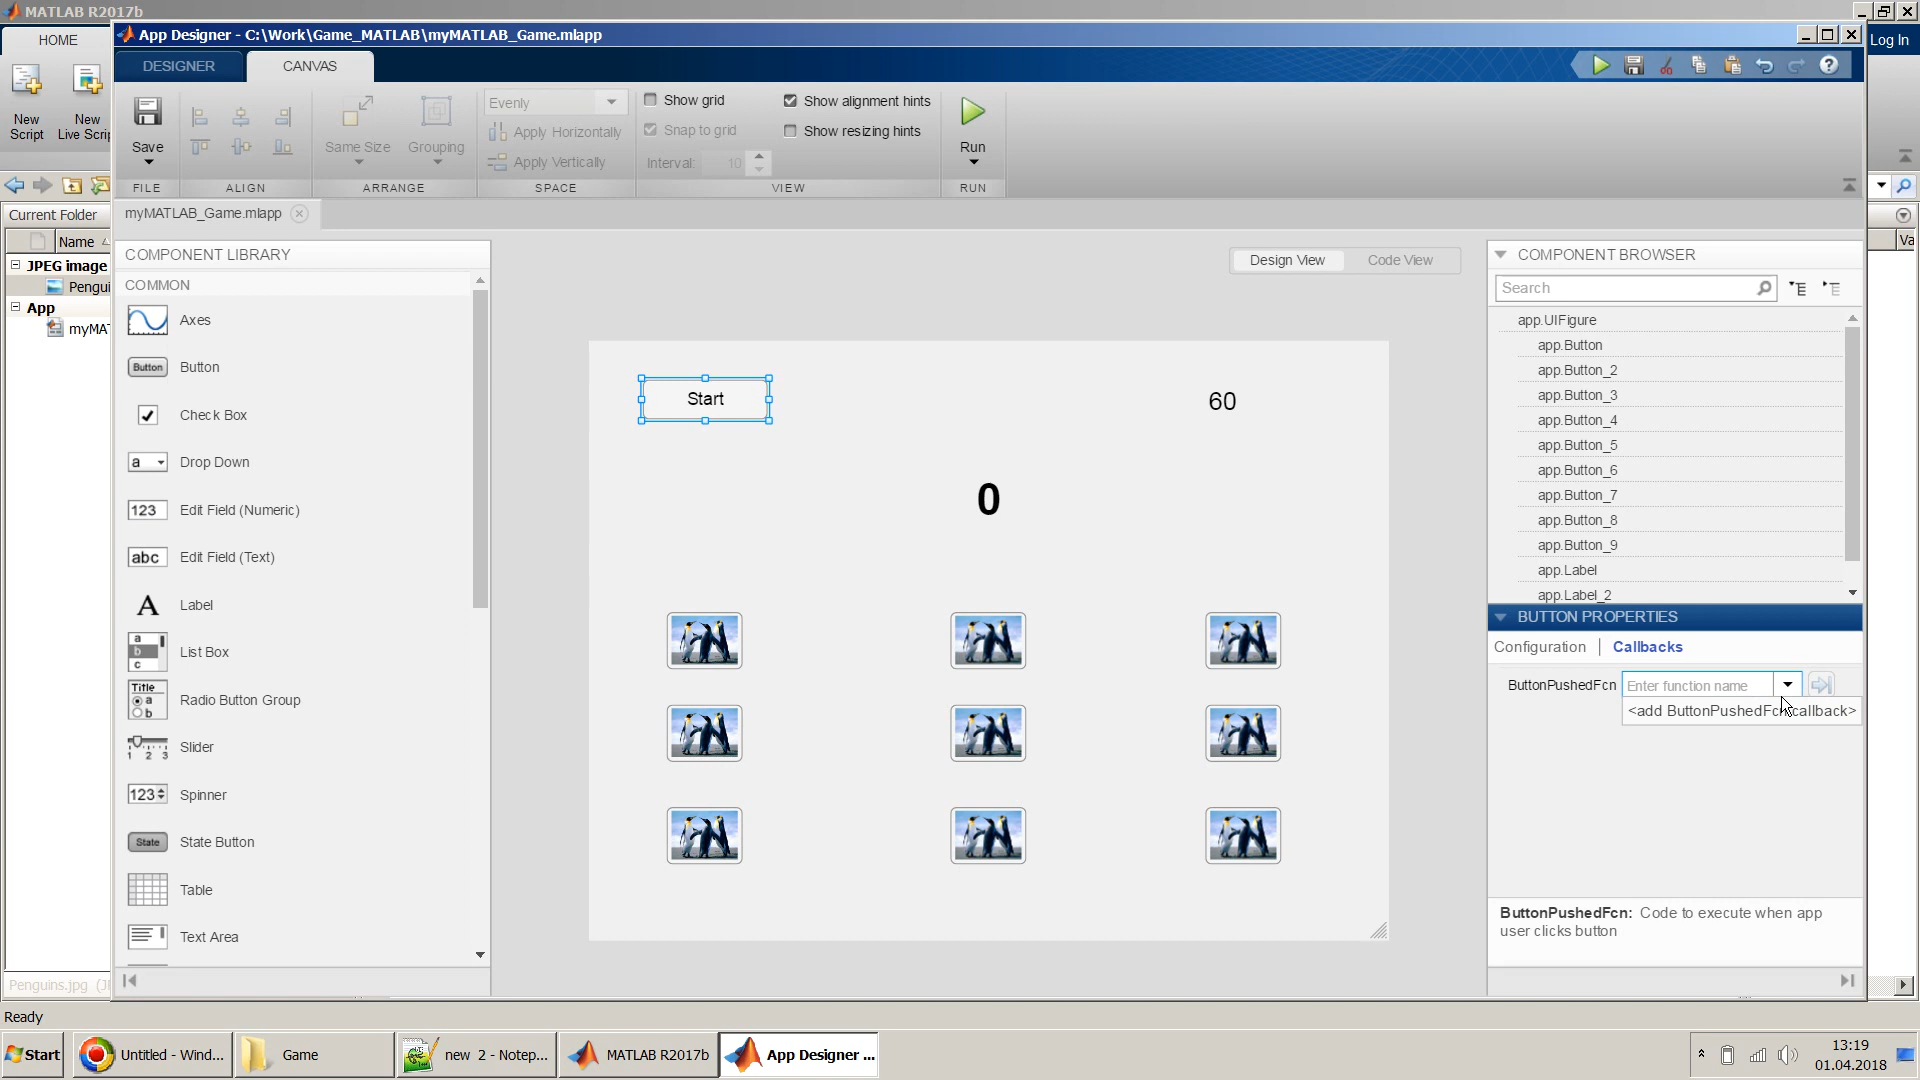 MATLAB R2017b
App Designer - C:\Work\Game_MATLAB\myMATLAB_Game.mlapp
HOME
DESIGNER
CANVAS
Log In
New
Script
New
Live Scrip
Save
Same Size
Grouping
Evenly
Apply Horizontally
Apply Vertically
Show grid
Snap to grid
Interval: 10
Show alignment hints
Show resizing hints
Run
FILE
ALIGN
ARRANGE
SPACE
VIEW
RUN
Current Folder
Name
JPEG image
Pengui
App
myMAT
myMATLAB_Game.mlapp
COMPONENT LIBRARY
COMMON
Axes
Button Button
Check Box
a Drop Down
123 Edit Field (Numeric)
abc Edit Field (Text)
A Label
a
b
c
List Box
Title
a
b
Radio Button Group
1 2 3
Slider
123 Spinner
State State Button
Table
Text Area
Design View
Code View
Start
60
0
COMPONENT BROWSER
Search
app.UIFigure
app.Button
app.Button_2
app.Button_3
app.Button_4
app.Button_5
app.Button_6
app.Button_7
app.Button_8
app.Button_9
app.Label
app.Label_2
BUTTON PROPERTIES
Configuration | Callbacks
ButtonPushedFcn Enter function name
<add ButtonPushedFcn callback>
ButtonPushedFcn: Code to execute when app
user clicks button
Va
Penguins.jpg (J
Ready
Start
Untitled - Wind...
Game
new 2 - Notep...
MATLAB R2017b
App Designer ...
13:19
01.04.2018